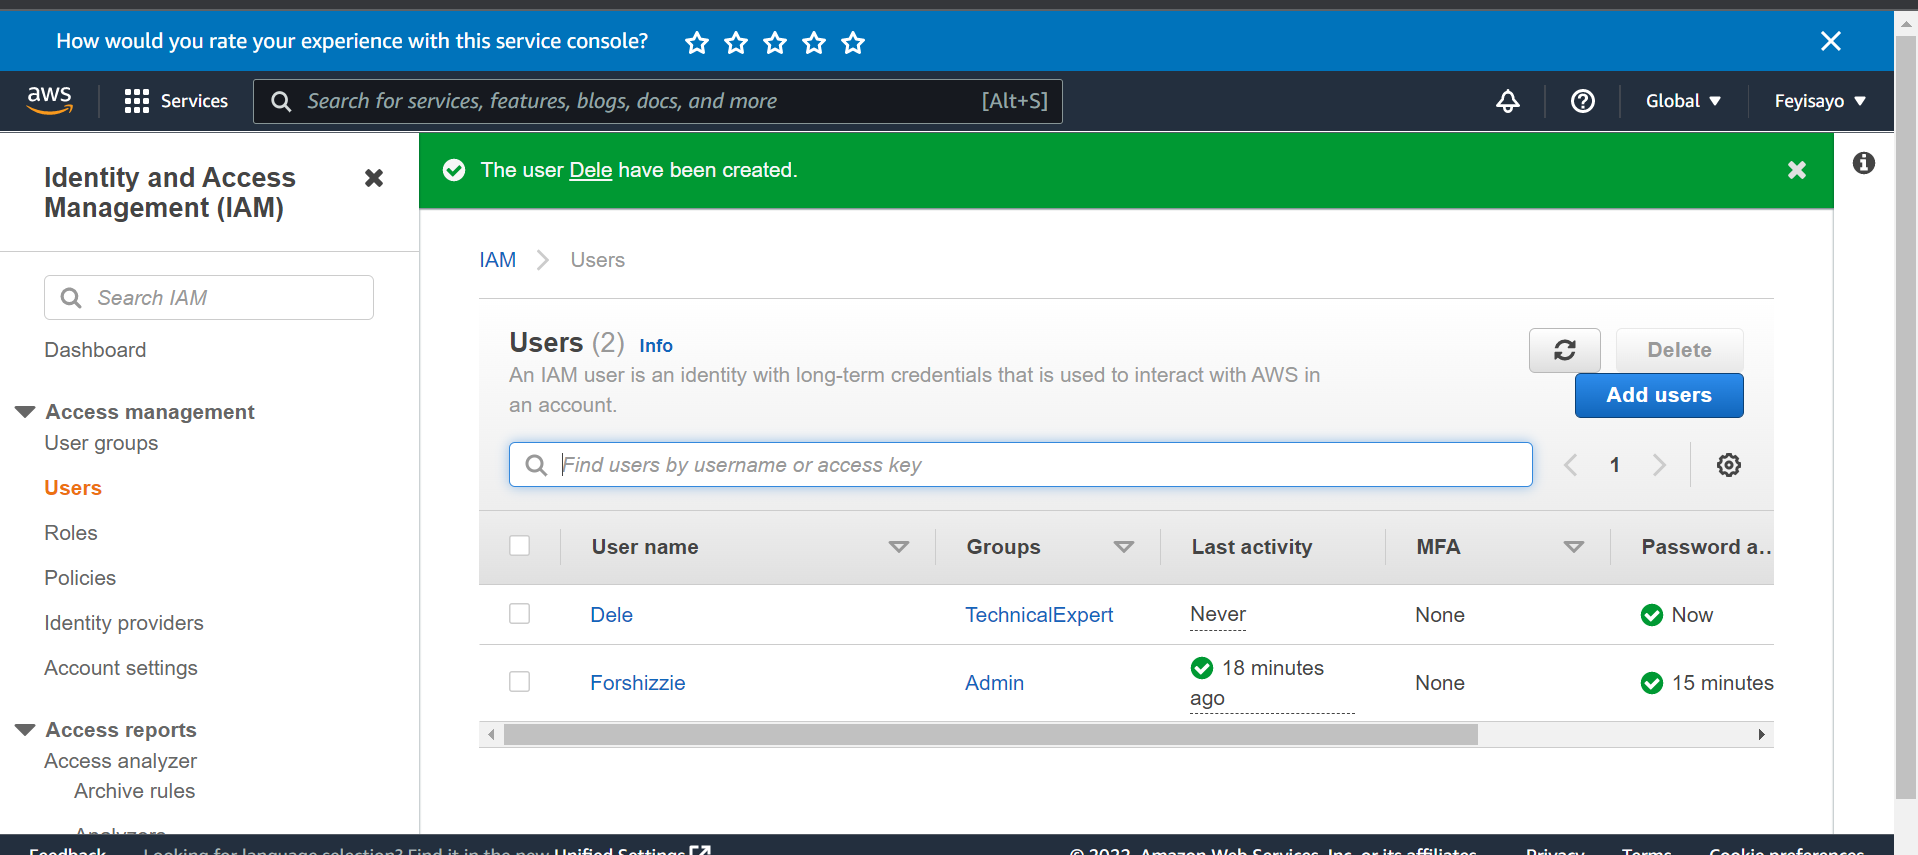 How would you rate your experience with this service console?
aws
Services
Search for services, features, blogs, docs, and more
[Alt+S]
Global
Feyisayo
Identity and Access
Management (IAM)
Search IAM
Dashboard
Access management
User groups
Users
Roles
Policies
Identity providers
Account settings
Access reports
Access analyzer
Archive rules
Analyzers
The user Dele have been created.
IAM
Users
Users (2) Info
An IAM user is an identity with long-term credentials that is used to interact with AWS in
an account.
Delete
Add users
Find users by username or access key
1
User name Groups Last activity MFA Password a...
Dele TechnicalExpert Never None Now
Forshizzie Admin 18 minutes
ago None 15 minutes
Feedback Looking for language selection? Find it in the new Unified Settings
Amazon Web Services, Inc. or its affiliates. Privacy Terms Cookie preferences